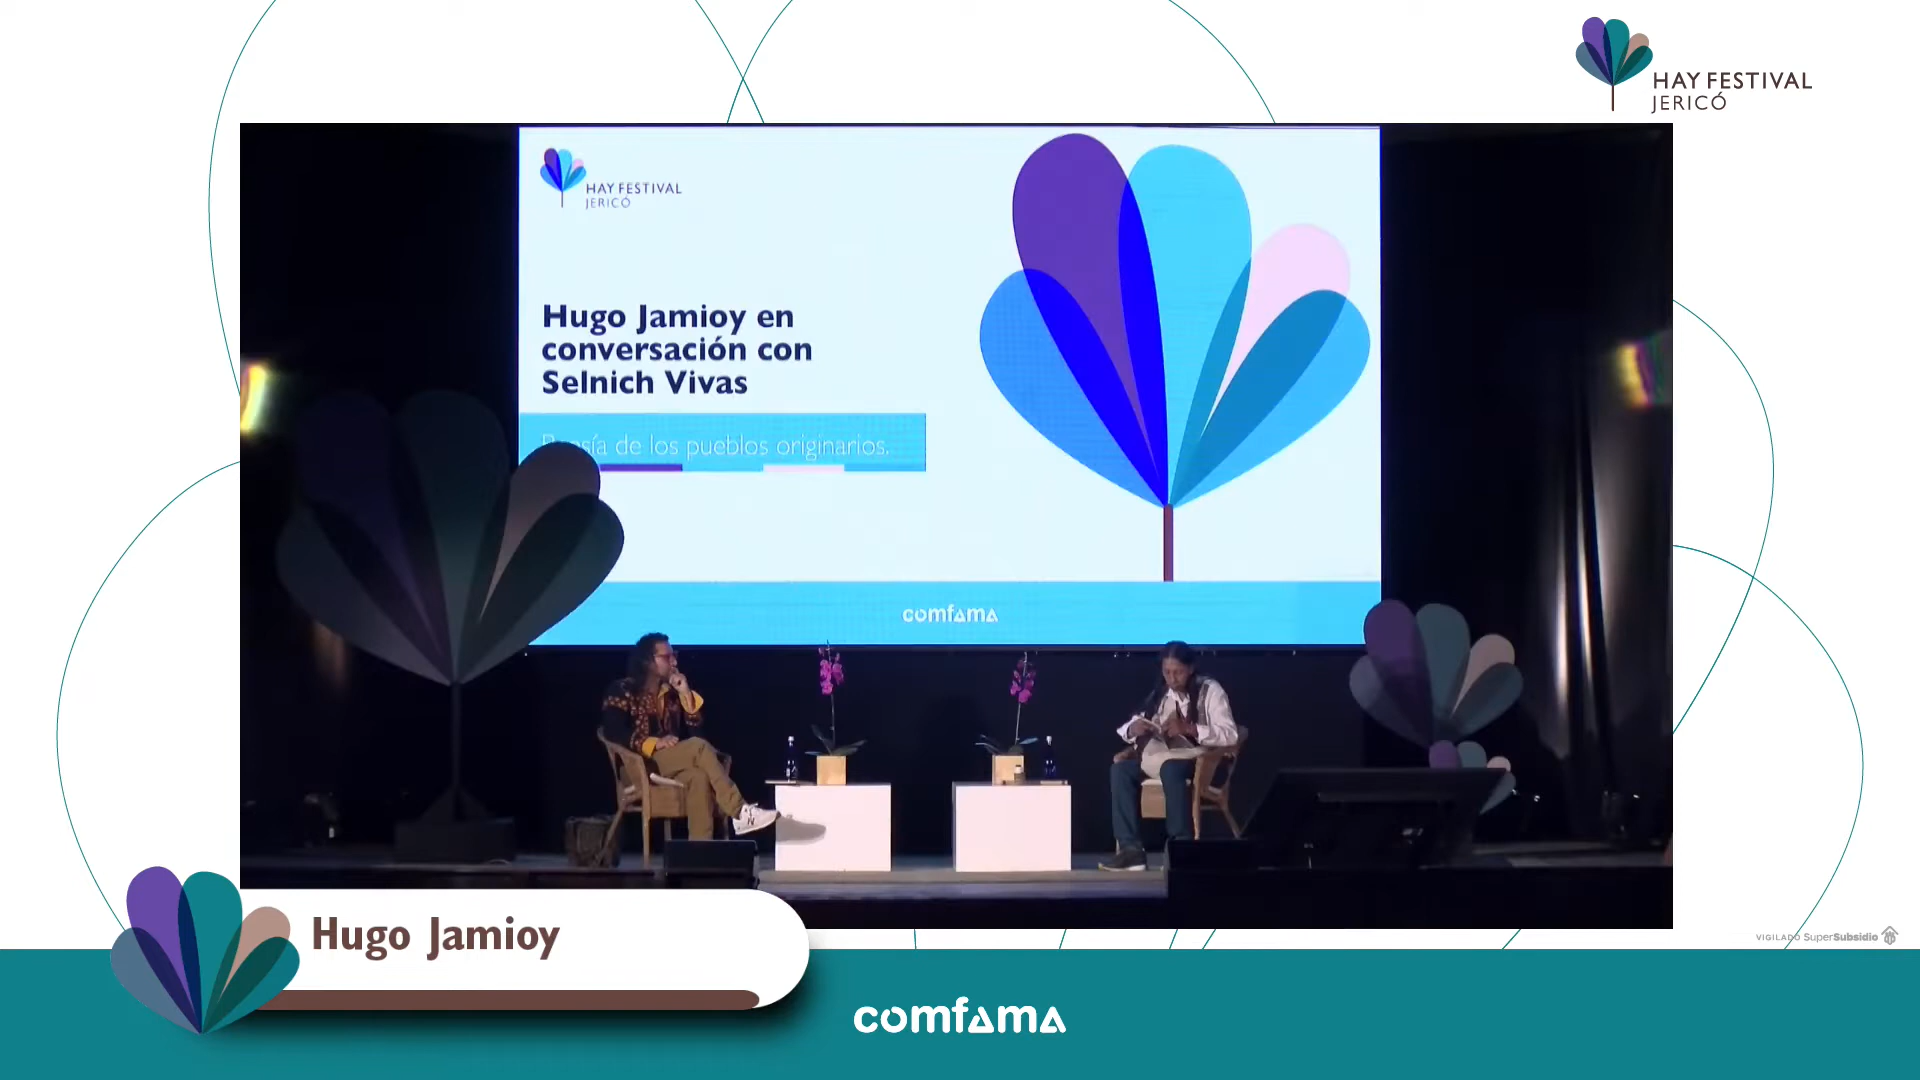 HAY FESTIVAL
JERICÓ
HAY FESTIVAL
JERICÓ
Hugo Jamioy en
conversación con
Selnich Vivas
Poesía de los pueblos originarios.
comfama
Hugo Jamioy
VIGILADO SuperSubsidio
comfama